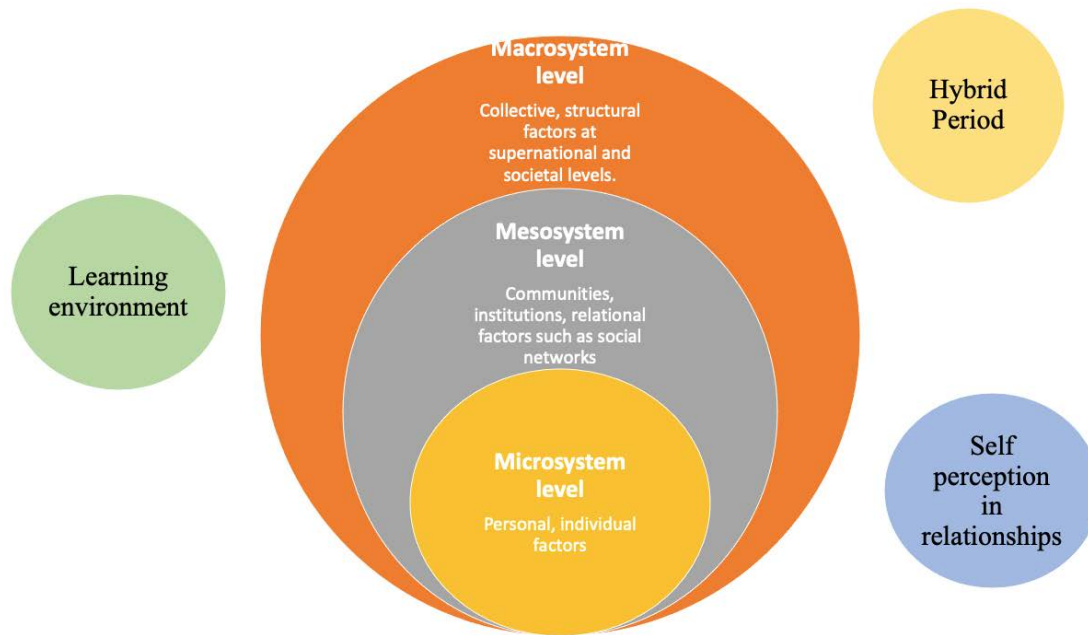 Macrosystem
level
Collective, structural
factors at
supernational and
societal levels.
Hybrid
Period
Mesosystem
level
Communities,
institutions, relational
factors such as social
networks
Learning
environment
Microsystem
level
Personal, individual
factors
Self
perception
in
relationships